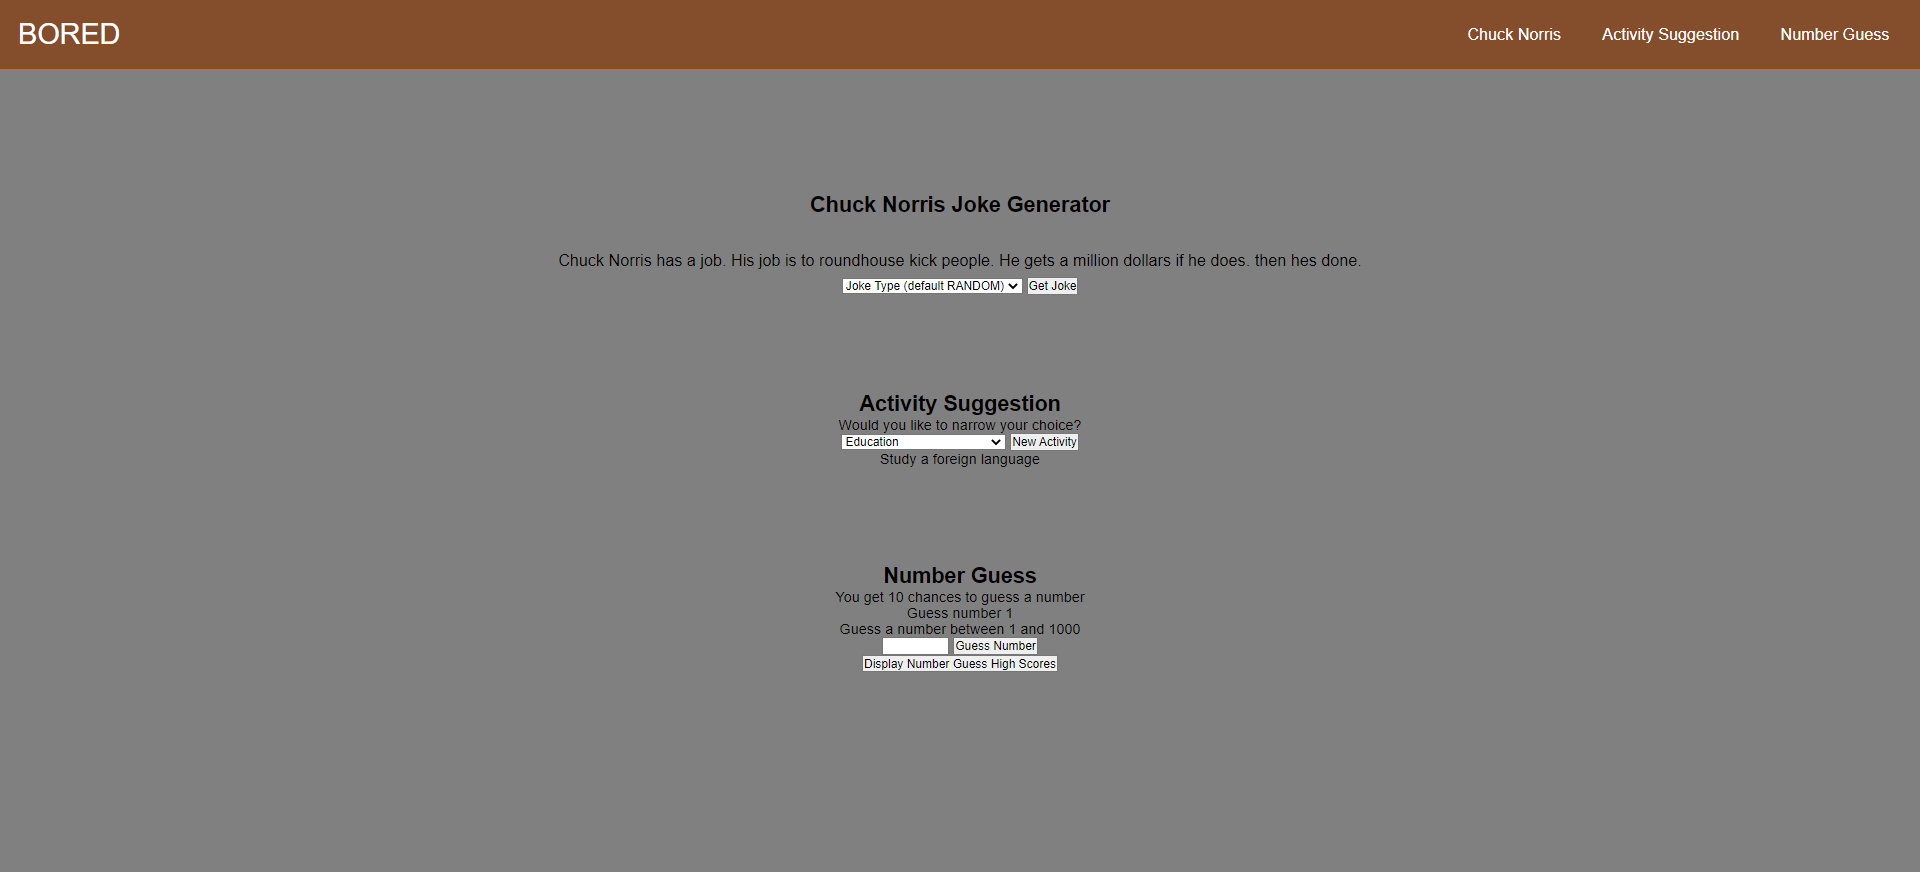 BORED
Chuck Norris
Activity Suggestion
Number Guess
Chuck Norris Joke Generator
Chuck Norris has a job. His job is to roundhouse kick people. He gets a million dollars if he does. then hes done.
Joke Type (default RANDOM) Get Joke
Activity Suggestion
Would you like to narrow your choice?
Education New Activity
Study a foreign language
Number Guess
You get 10 chances to guess a number
Guess number 1
Guess a number between 1 and 1000
Guess Number
Display Number Guess High Scores